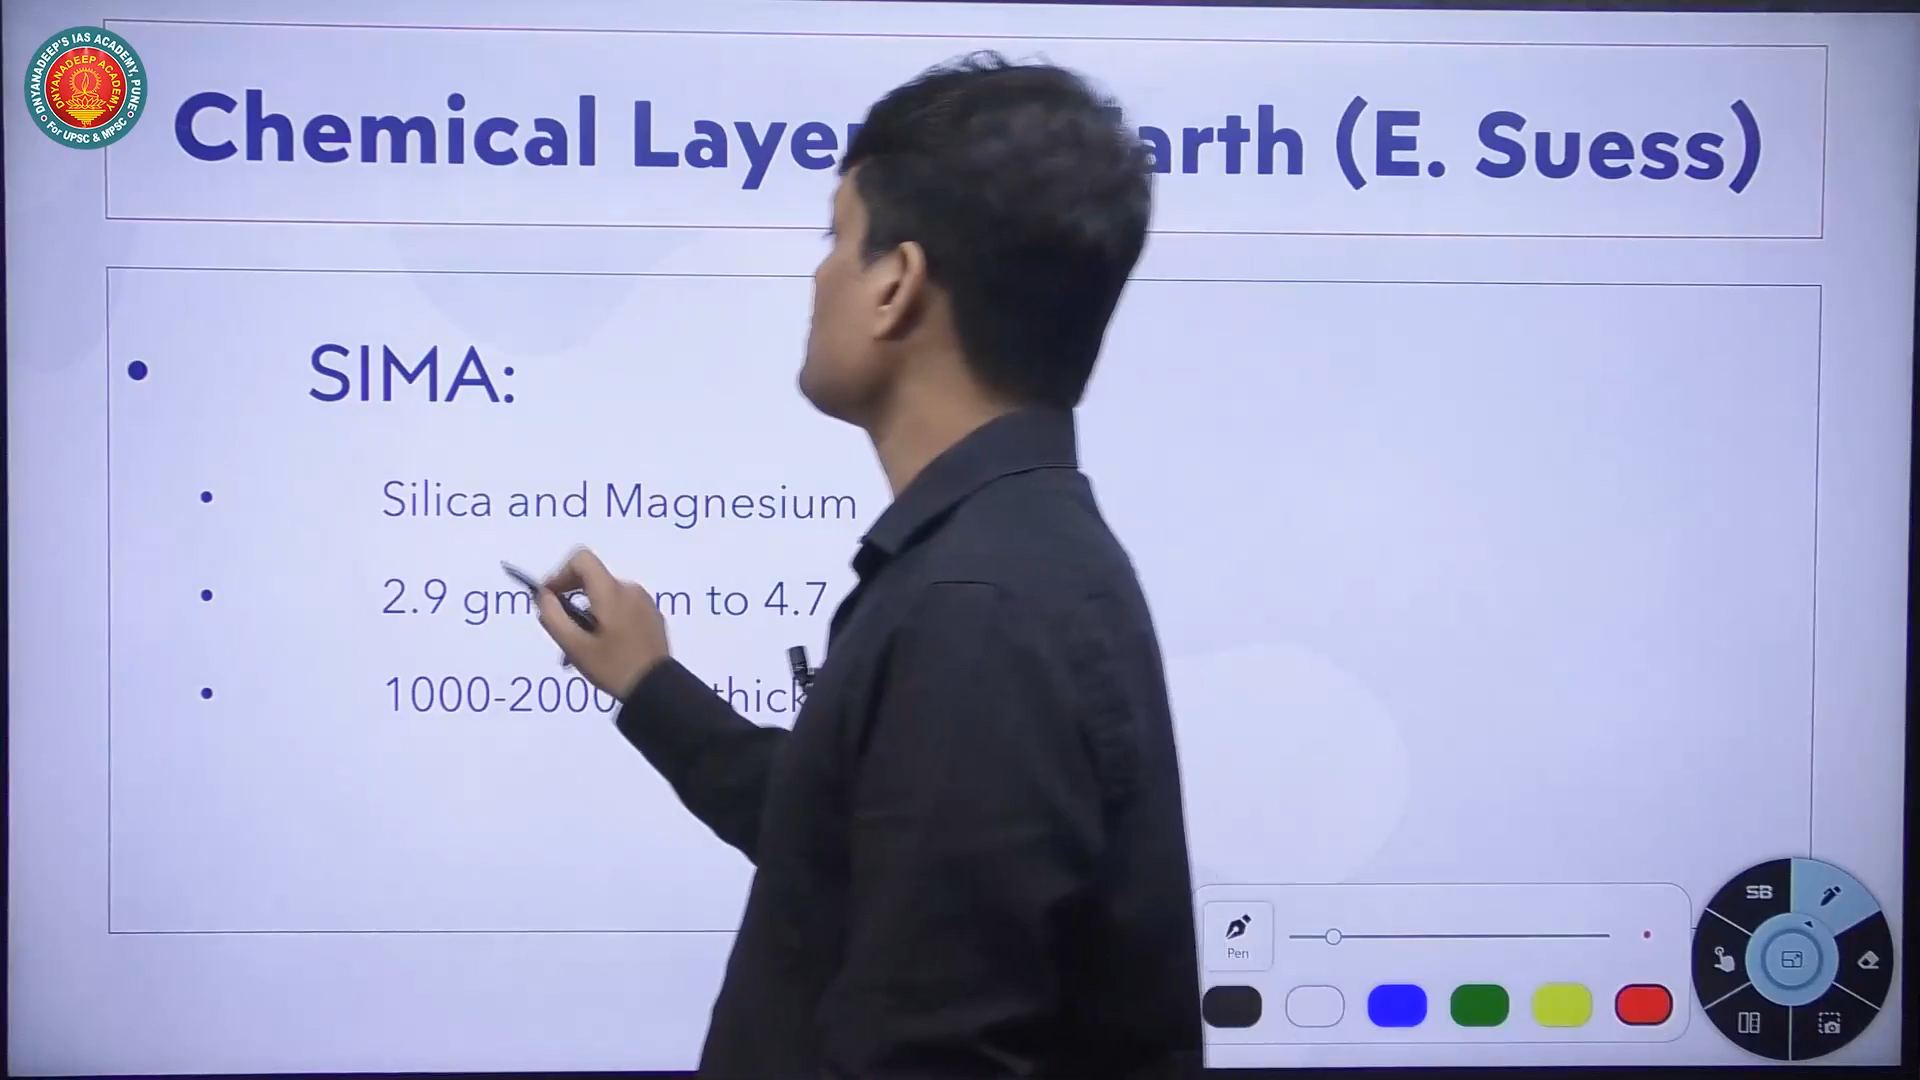 DNYANADEEP'S IAS ACADEMY, PUNE
DNYANADEEP ACADEMY
For UPSC & MPSC
Chemical Laye arth (E. Suess)
• SIMA:
• Silica and Magnesium
• 2.9 gm m to 4.7
• 1000-2000 thick
SB
Pen